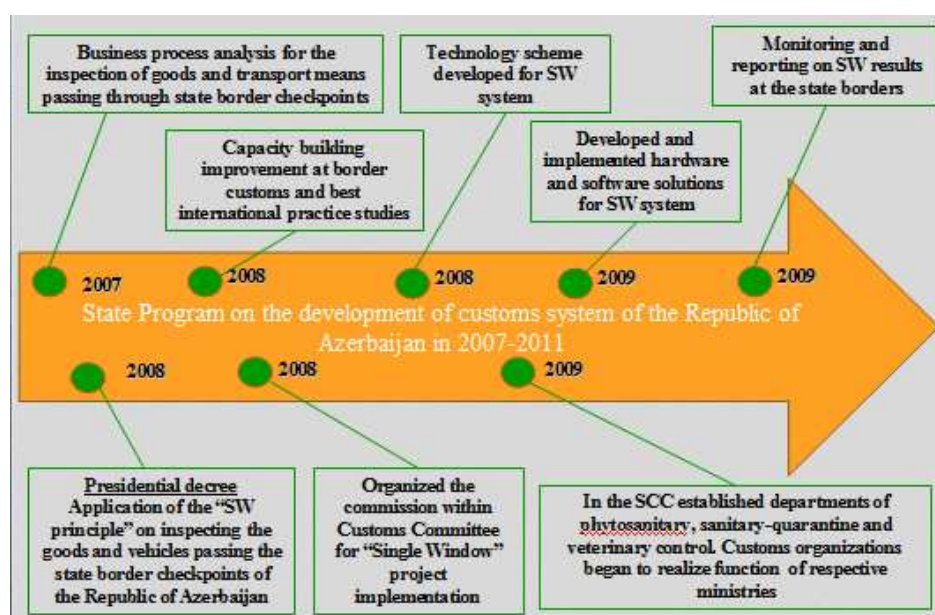 Business process analysis for the
inspection of goods and transport means
passing through state border checkpoints
Technology scheme
developed for SW
system
Monitoring and
reporting on SW results
at the state borders
Capacity building
improvement at border
customs and best
international practice studies
Developed and
implemented hardware
and software solutions
for SW system
2007
2008
2008
2009
2009
State Program on the development of customs system of the Republic of
Azerbaijan in 2007-2011
2008
2008
2009
Presidential decree
Application of the “SW
principle” on inspecting the
goods and vehicles passing the
state border checkpoints of
the Republic of Azerbaijan
Organized the
commission within
Customs Committee
for “Single Window”
project
implementation
In the SCC established departments of
phytosanitary, sanitary-quarantine and
veterinary control. Customs organizations
began to realize function of respective
ministries